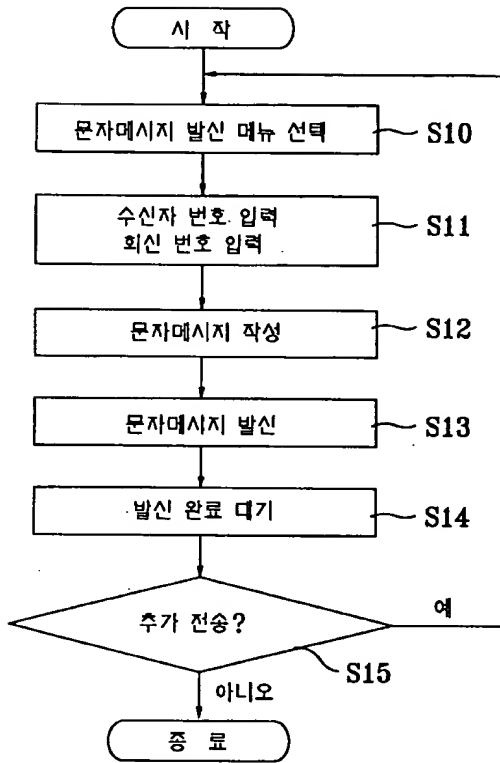 시 작
문자메시지 발신 메뉴 선택
S10
수신자 번호 입력
회신 번호 입력
S11
문자메시지 작성
S12
문자메시지 발신
S13
발신 완료 대기
S14
추가 전송?
예
S15
아니오
종 료